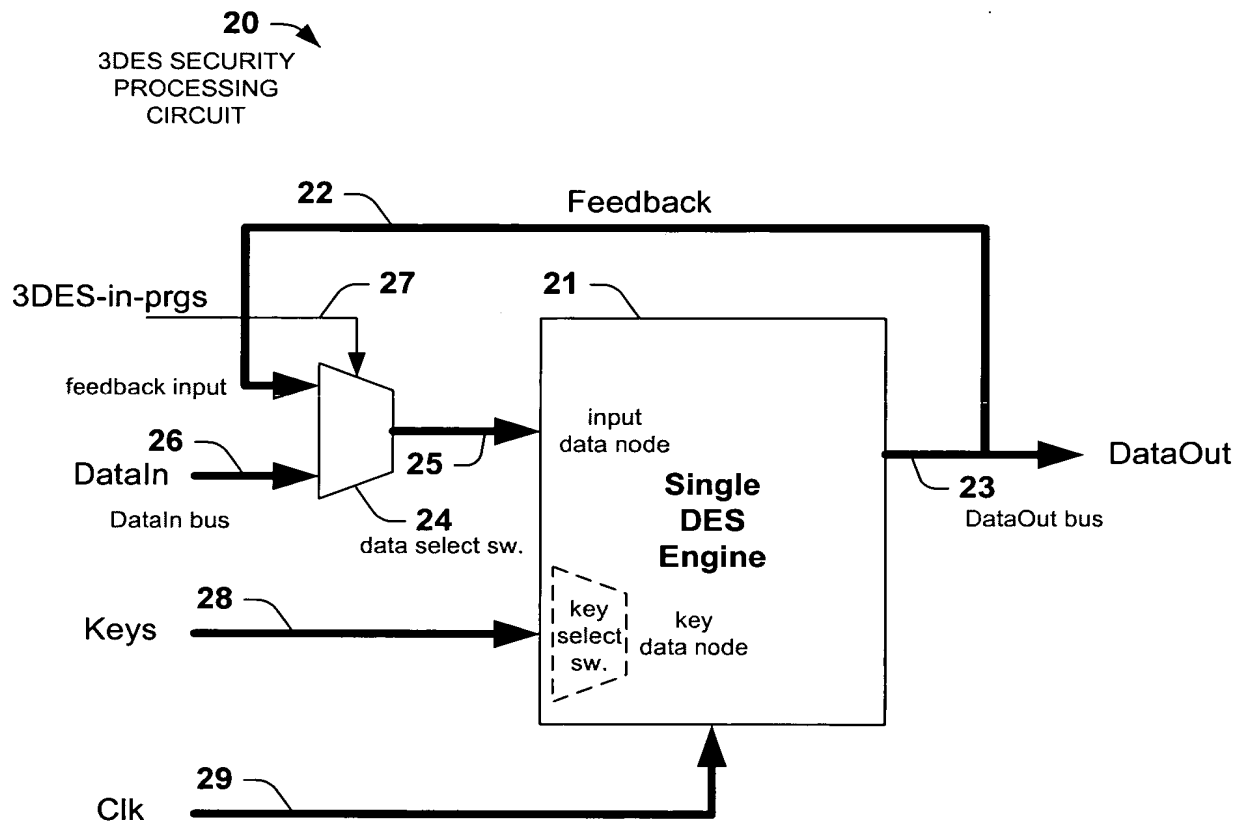 20
3DES SECURITY
PROCESSING
CIRCUIT
22
Feedback
3DES-in-prgs
27
21
feedback input
input
data node
26
DataIn
25
DataOut
23
DataIn bus
24
data select sw.
Single
DES
Engine
DataOut bus
28
Keys
key
select
sw.
key
data node
29
Clk